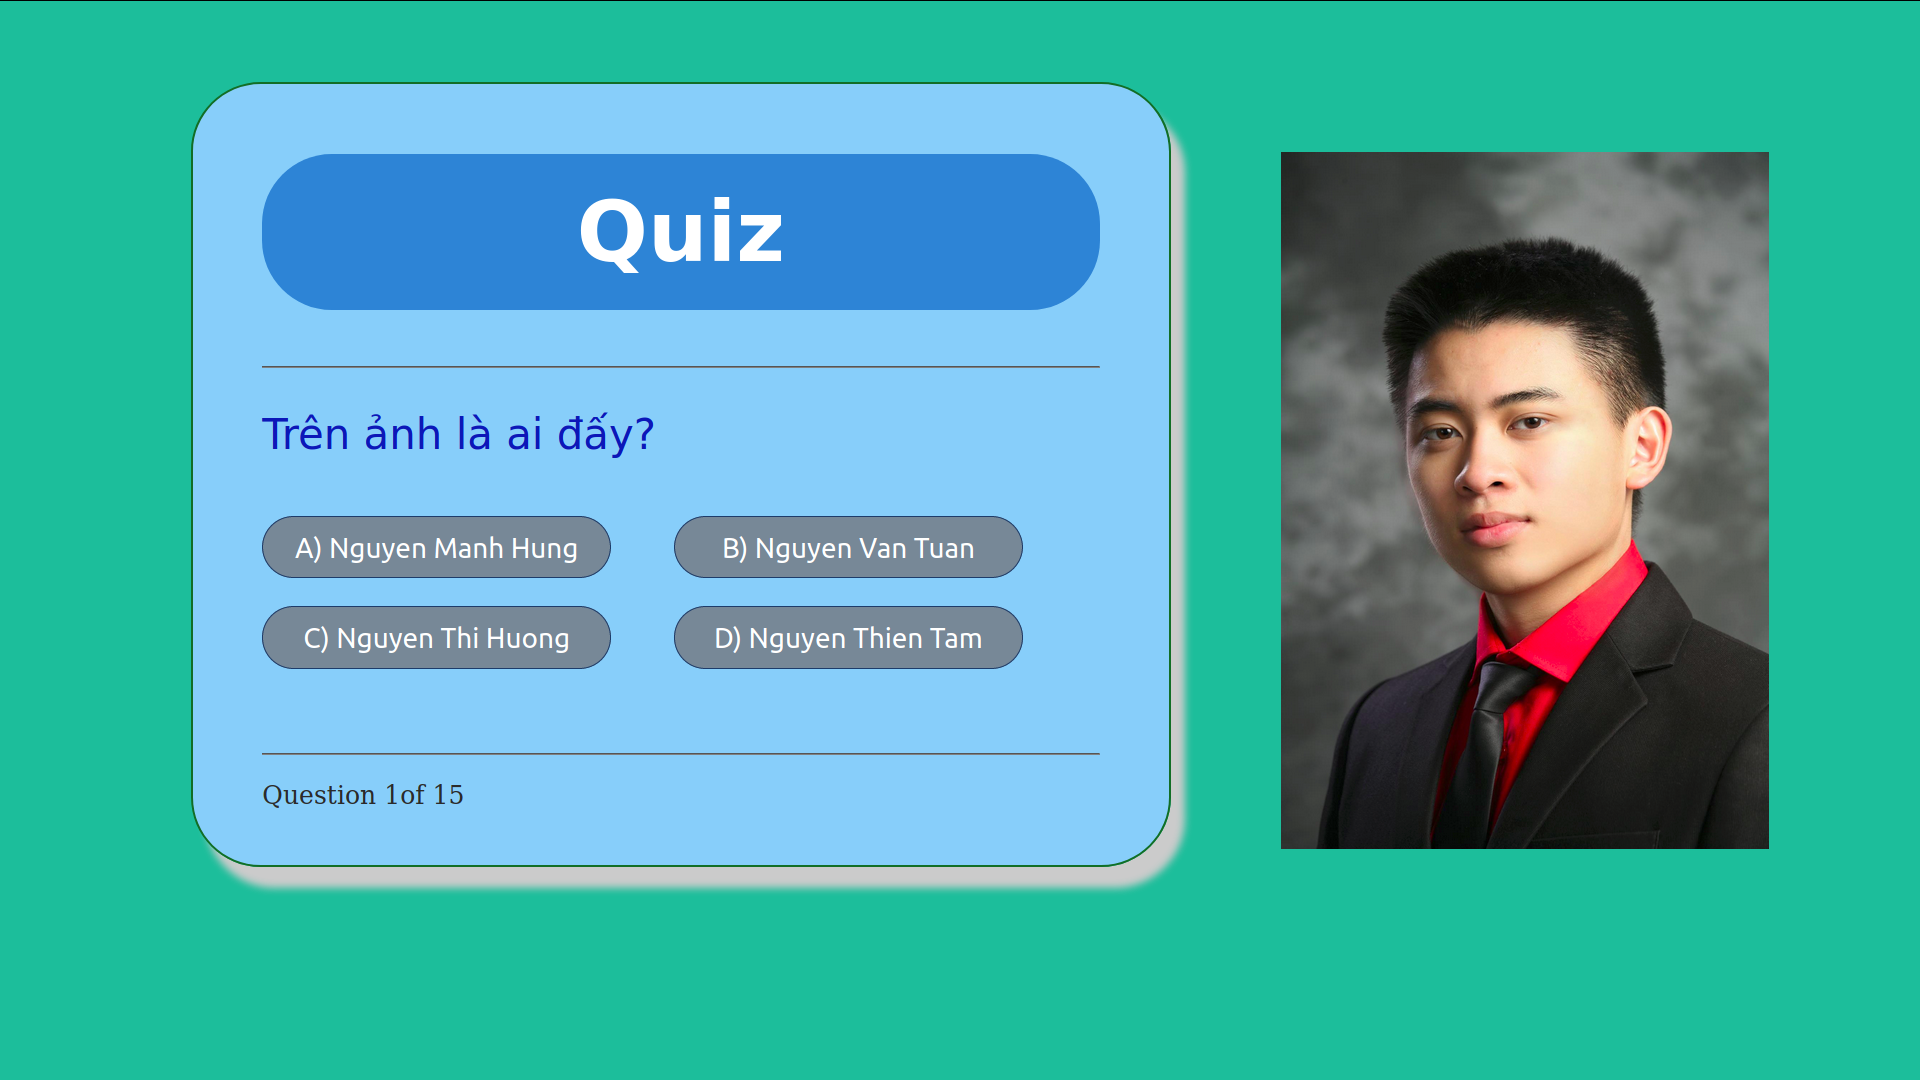 Quiz
Trên ảnh là ai đấy?
A) Nguyen Manh Hung
B) Nguyen Van Tuan
C) Nguyen Thi Huong
D) Nguyen Thien Tam
Question 1of 15